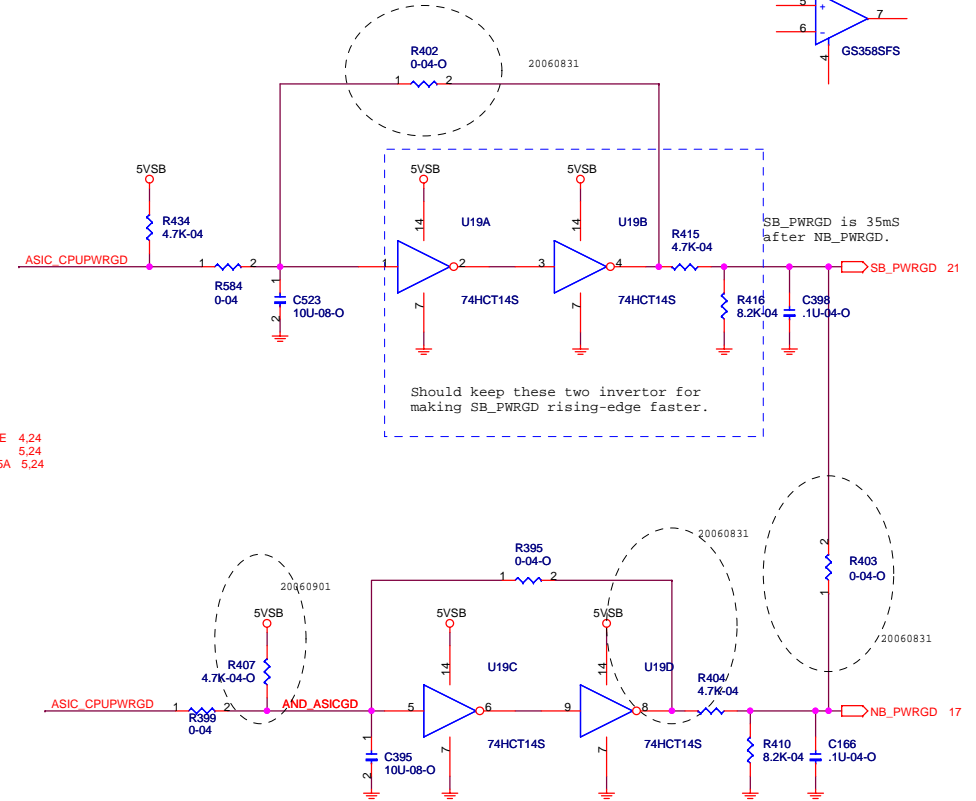 5
7
6
4
GS358SFS
R402
0-04-O
1
2
20060831
5VSB
R434
4.7K-04
5VSB
14
U19A
5VSB
14
U19B
R415
4.7K-04
SB_PWRGD is 35mS
after NB_PWRGD.
ASIC_CPUPWRGD
1
2
R584
0-04
1
2
3
4
SB_PWRGD 21
1
C523
10U-08-O
2
7
74HCT14S
7
74HCT14S
R416
8.2K-04
C398
.1U-04-O
Should keep these two invertor for
making SB_PWRGD rising-edge faster.
E 4,24
5,24
5A 5,24
R395
0-04-O
1
2
20060831
2
R403
0-04-O
1
20060831
20060901
5VSB
R407
4.7K-04-O
5VSB
14
U19C
5VSB
14
U19D
R404
4.7K-04
ASIC_CPUPWRGD
1
2
R399
0-04
AND_ASICGD
5
6
9
8
NB_PWRGD 17
1
C395
10U-08-O
2
7
74HCT14S
7
74HCT14S
R410
8.2K-04
C166
.1U-04-O